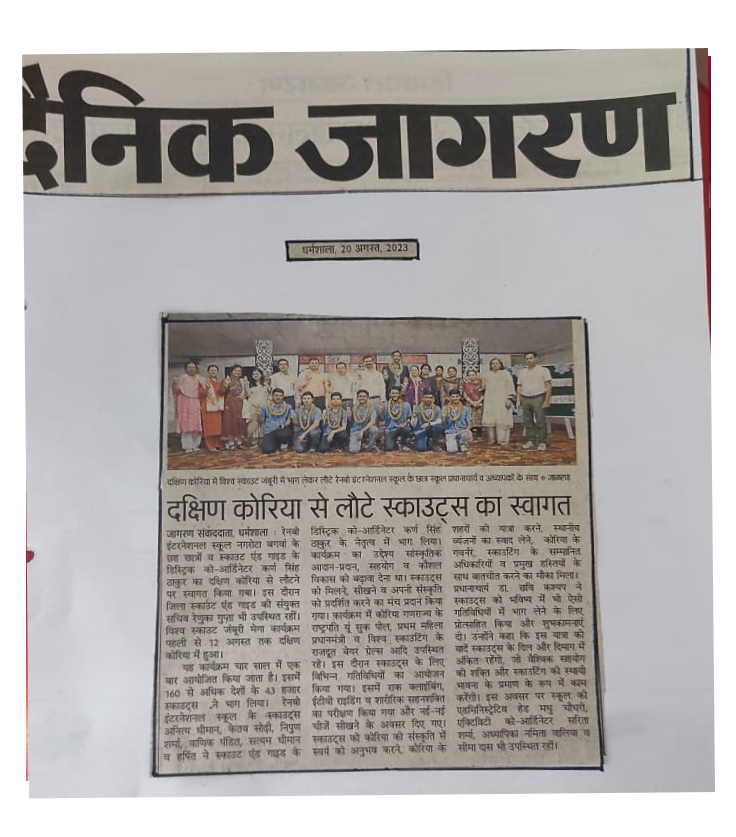 दैनिक जागरण
धर्मशाला, 20 अगस्त, 2023
दक्षिण कोरिया में विश्व स्काउट जंबूरी में भाग लेकर लौटे रेनबो इंटरनेशनल स्कूल के छात्र स्कूल प्रधानाचार्य व अध्यापकों के साथ ● जागरण
दक्षिण कोरिया से लौटे स्काउट्स का स्वागत
जागरण संवाददाता, धर्मशाला : रेनबो
इंटरनेशनल स्कूल नगरोटा बगवां के
छह छात्रों व स्काउट एंड गाइड के
डिस्ट्रिक को-आर्डिनेटर कर्ण सिंह
ठाकुर का दक्षिण कोरिया से लौटने
पर स्वागत किया गया। इस दौरान
जिला स्काउट एंड गाइड की संयुक्त
सचिव रेणुका गुप्ता भी उपस्थित रहीं।
विश्व स्काउट जंबूरी मेगा कार्यक्रम
पहली से 12 अगस्त तक दक्षिण
कोरिया में हुआ।
यह कार्यक्रम चार साल में एक
बार आयोजित किया जाता है। इसमें
160 से अधिक देशों के 43 हजार
स्काउट्स ने भाग लिया। रेनबो
इंटरनेशनल स्कूल के स्काउट्स
अनित्य धीमान, केतव सोढ़ी, निपुण
शर्मा, वाणिक पंडित, सत्यम धीमान
व हर्षित ने स्काउट एंड गाइड के
डिस्ट्रिक को-आर्डिनेटर कर्ण सिंह
ठाकुर के नेतृत्व में भाग लिया।
कार्यक्रम का उद्देश्य सांस्कृतिक
आदान-प्रदान, सहयोग व कौशल
विकास को बढ़ावा देना था। स्काउट्स
को मिलने, सीखने व अपनी संस्कृति
को प्रदर्शित करने का मंच प्रदान किया
गया। कार्यक्रम में कोरिया गणराज्य के
राष्ट्रपति यूं सुक योल, प्रथम महिला
प्रधानमंत्री व विश्व स्काउटिंग के
राजदूत बेयर ग्रेल्स आदि उपस्थित
रहे। इस दौरान स्काउट्स के लिए
विभिन्न गतिविधियों का आयोजन
किया गया। इसमें राक क्लाइंबिंग,
ईटीवी राइडिंग व शारीरिक सहनशक्ति
का परीक्षण किया गया और नई-नई
चीजें सीखने के अवसर दिए गए।
स्काउट्स को कोरिया की संस्कृति में
स्वयं को अनुभव करने, कोरिया के
शहरों की यात्रा करने, स्थानीय
व्यंजनों का स्वाद लेने, कोरिया के
गवर्नर, स्काउटिंग के सम्मानित
अधिकारियों व प्रमुख हस्तियों के
साथ बातचीत करने का मौका मिला।
प्रधानाचार्य डा. छवि कश्यप ने
स्काउट्स को भविष्य में भी ऐसी
गतिविधियों में भाग लेने के लिए
प्रोत्साहित किया और शुभकामनाएं
दी। उन्होंने कहा कि इस यात्रा की
यादें स्काउट्स के दिल और दिमाग में
अंकित रहेंगी, जो वैश्विक सहयोग
की शक्ति और स्काउटिंग की स्थायी
भावना के प्रमाण के रूप में काम
करेंगी। इस अवसर पर स्कूल की
एडमिनिस्ट्रेटिव हेड मधु चौधरी,
एक्टिविटी को-आर्डिनेटर सरिता
शर्मा, अध्यापिका नमिता वालिया व
सीमा दास भी उपस्थित रहीं।